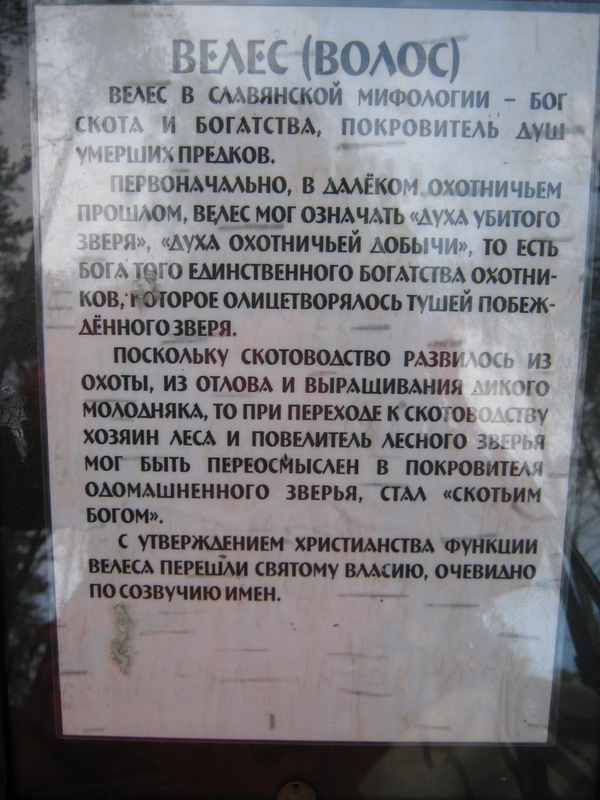 ВЕЛЕС (ВОЛОС)
ВЕЛЕС В СЛАВЯНСКОЙ МИФОЛОГИИ – БОГ
СКОТА И БОГАТСТВА, ПОКРОВИТЕЛЬ ДУШ
УМЕРШИХ ПРЕДКОВ.
ПЕРВОНАЧАЛЬНО, В ДАЛЁКОМ ОХОТНИЧЬЕМ
ПРОШЛОМ, ВЕЛЕС МОГ ОЗНАЧАТЬ «ДУХА УБИТОГО
ЗВЕРЯ», «ДУХА ОХОТНИЧЬЕЙ ДОБЫЧИ», ТО ЕСТЬ
БОГА ТОГО ЕДИНСТВЕННОГО БОГАТСТВА ОХОТНИ-
КОВ, КОТОРОЕ ОЛИЦЕТВОРЯЛОСЬ ТУШЕЙ ПОБЕЖ-
ДЁННОГО ЗВЕРЯ.
ПОСКОЛЬКУ СКОТОВОДСТВО РАЗВИЛОСЬ ИЗ
ОХОТЫ, ИЗ ОТЛОВА И ВЫРАЩИВАНИЯ ДИКОГО
МОЛОДНЯКА, ТО ПРИ ПЕРЕХОДЕ К СКОТОВОДСТВУ
ХОЗЯИН ЛЕСА И ПОВЕЛИТЕЛЬ ЛЕСНОГО ЗВЕРЬЯ
МОГ БЫТЬ ПЕРЕОСМЫСЛЕН В ПОКРОВИТЕЛЯ
ОДОМАШНЕННОГО ЗВЕРЬЯ, СТАЛ «СКОТЬИМ
БОГОМ».
С УТВЕРЖДЕНИЕМ ХРИСТИАНСТВА ФУНКЦИИ
ВЕЛЕСА ПЕРЕШЛИ СВЯТОМУ ВЛАСИЮ, ОЧЕВИДНО
ПО СОЗВУЧИЮ ИМЕН.